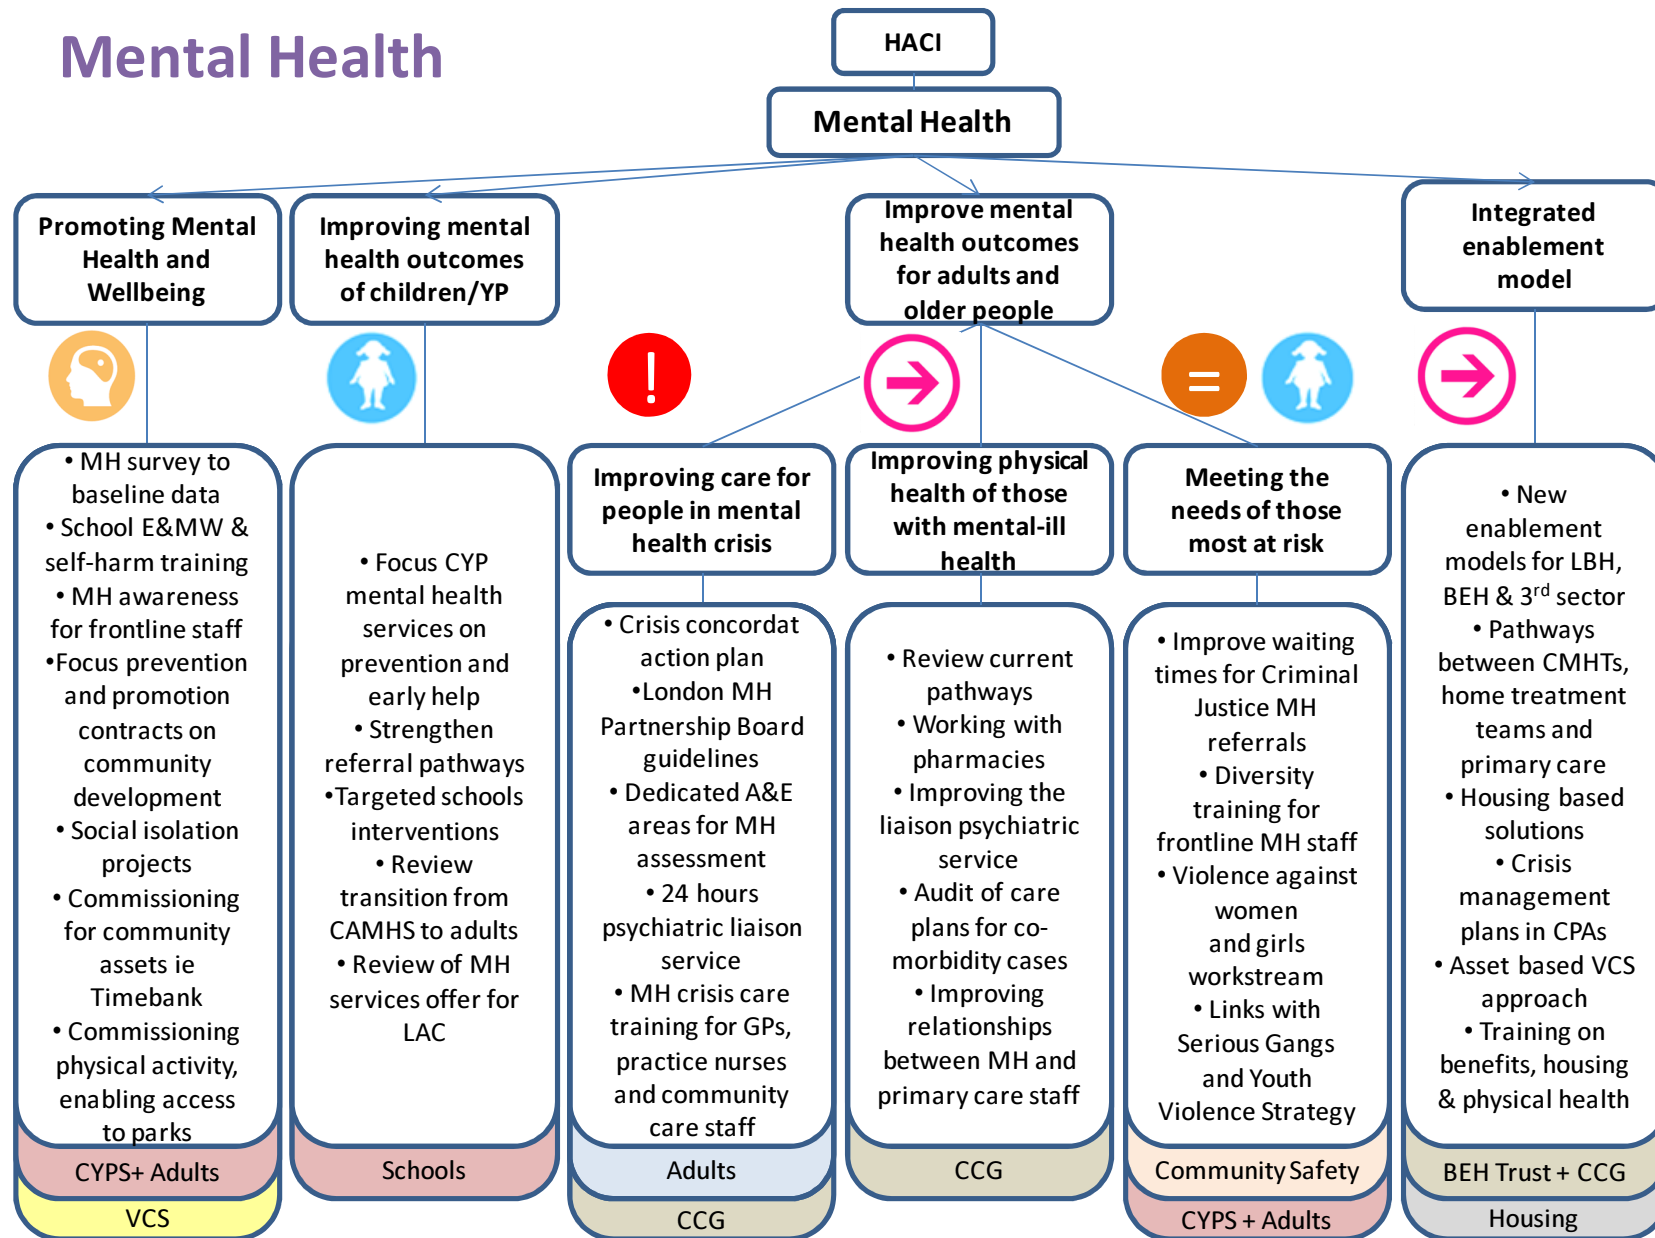 Mental Health
HACI
Mental Health
Promoting Mental
Health and
Wellbeing
Improving mental
health outcomes
of children/YP
Improve mental
health outcomes
for adults and
older people
Integrated
enablement
model
!
=
• MH survey to
baseline data
• School E&MW &
self-harm training
• MH awareness
for frontline staff
•Focus prevention
and promotion
contracts on
community
development
• Social isolation
projects
• Commissioning
for community
assets ie
Timebank
• Commissioning
physical activity,
enabling access
to parks
CYPS+ Adults
VCS
• Focus CYP
mental health
services on
prevention and
early help
• Strengthen
referral pathways
•Targeted schools
interventions
• Review
transition from
CAMHS to adults
• Review of MH
services offer for
LAC
Schools
Improving care for
people in mental
health crisis
• Crisis concordat
action plan
•London MH
Partnership Board
guidelines
• Dedicated A&E
areas for MH
assessment
• 24 hours
psychiatric liaison
service
• MH crisis care
training for GPs,
practice nurses
and community
care staff
Adults
CCG
Improving physical
health of those
with mental-ill
health
• Review current
pathways
• Working with
pharmacies
• Improving the
liaison psychiatric
service
• Audit of care
plans for co-
morbidity cases
• Improving
relationships
between MH and
primary care staff
CCG
Meeting the
needs of those
most at risk
• Improve waiting
times for Criminal
Justice MH
referrals
• Diversity
training for
frontline MH staff
• Violence against
women
and girls
workstream
• Links with
Serious Gangs
and Youth
Violence Strategy
Community Safety
CYPS + Adults
• New
enablement
models for LBH,
BEH & 3rd sector
• Pathways
between CMHTs,
home treatment
teams and
primary care
• Housing based
solutions
• Crisis
management
plans in CPAs
• Asset based VCS
approach
• Training on
benefits, housing
& physical health
BEH Trust + CCG
Housing